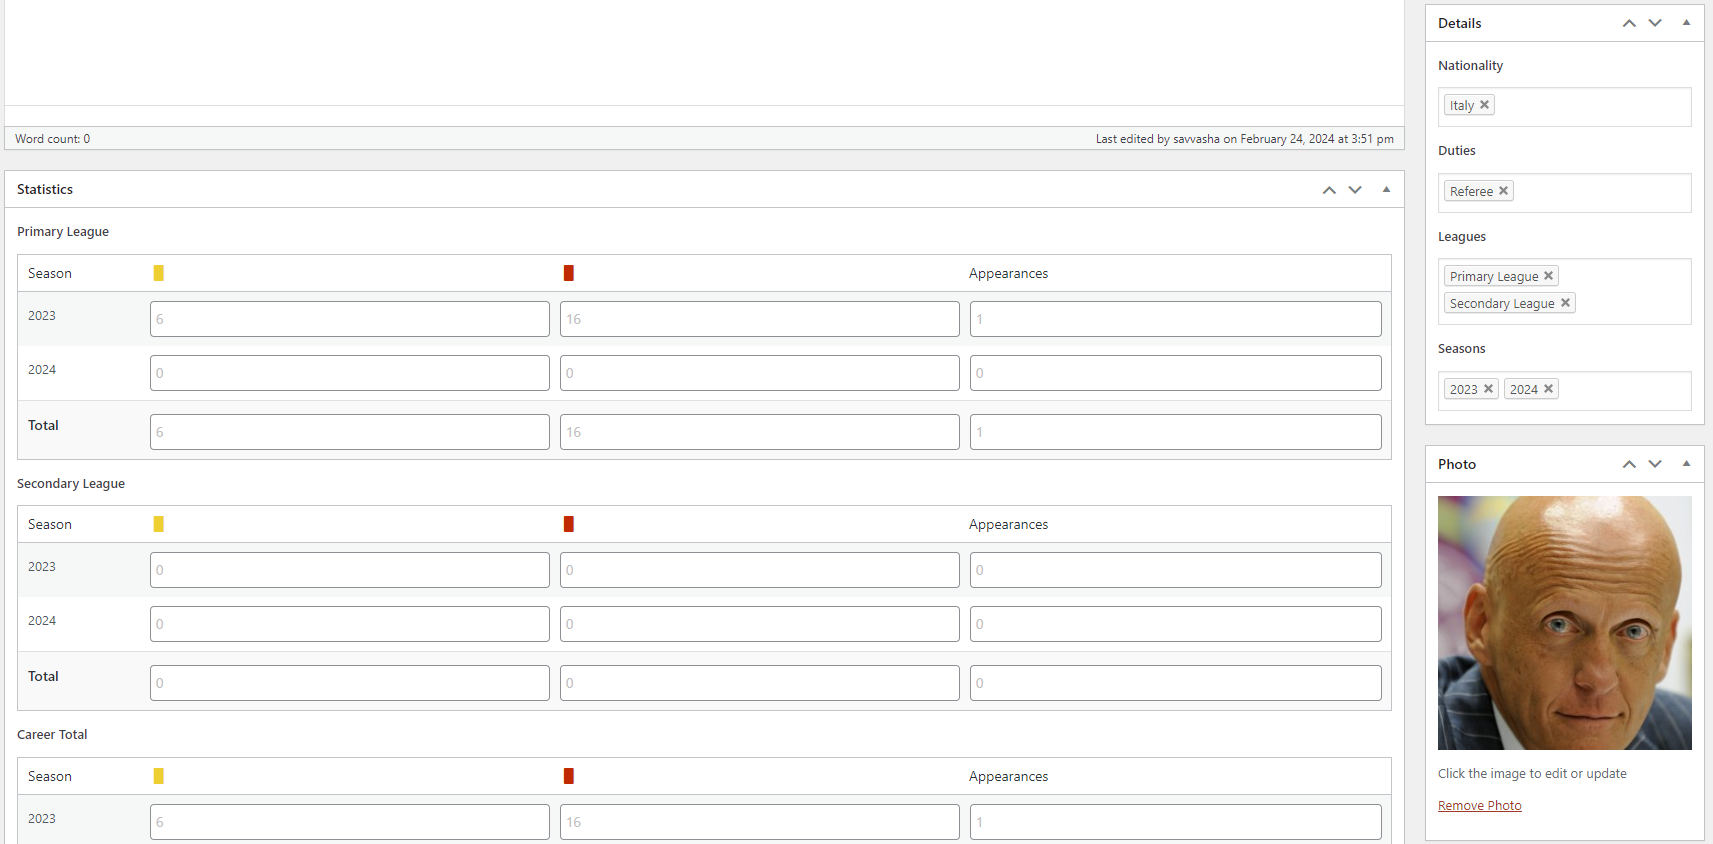 Word count: 0
Last edited by savvasha on February 24, 2024 at 3:51 pm
Statistics
Primary League
Season Appearances
2023 6 16 1
2024 0 0 0
Total 6 16 1
Secondary League
Season Appearances
2023 0 0 0
2024 0 0 0
Total 0 0 0
Career Total
Season Appearances
2023 6 16 1
Details
Nationality
Italy
Duties
Referee
Leagues
Primary League
Secondary League
Seasons
2023 2024
Photo
Click the image to edit or update
Remove Photo